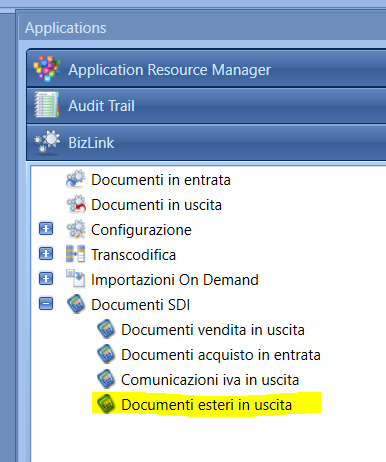 Applications
Application Resource Manager
Audit Trail
BizLink
Documenti in entrata
Documenti in uscita
Configurazione
Transcodifica
Importazioni On Demand
Documenti SDI
Documenti vendita in uscita
Documenti acquisto in entrata
Comunicazioni iva in uscita
Documenti esteri in uscita